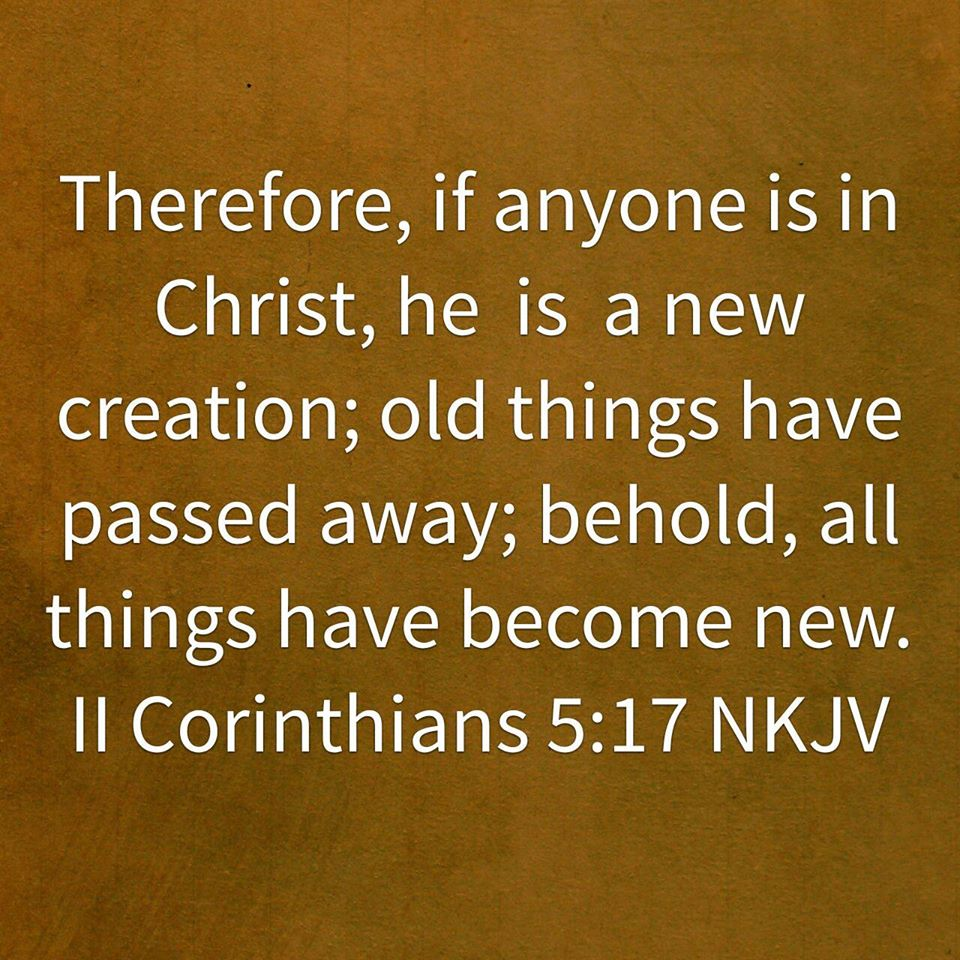 Therefore, if anyone is in
Christ, he  is  a new
creation; old things have
passed away; behold, all
things have become new.
II Corinthians 5:17 NKJV